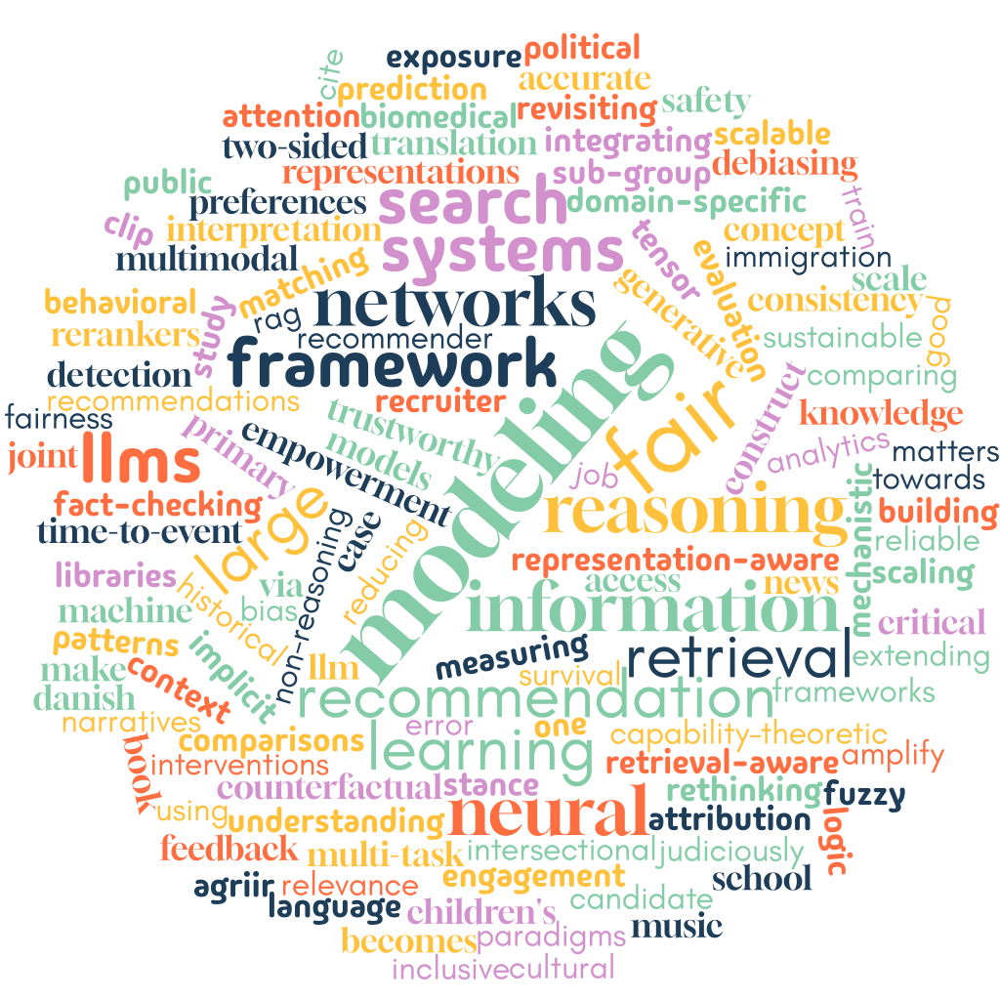 cite
exposure
political
prediction
accurate
attention
biomedical
revisiting
safety
two-sided
translation
integrating
scalable
representations
sub-group
debiasing
public
preferences
search
domain-specific
train
clip
interpretation
systems
tensor
concept
multimodal
matching
evaluation
immigration
behavioral
study
rag
networks
generative
scale
consistency
good
rerankers
recommender
sustainable
detection
framework
modeling
fair
construct
comparing
recommendations
recruiter
knowledge
fairness
primary
empowerment
trustworthy
models
analytics
matters
joint
llms
job
towards
fact-checking
large
non-reasoning
case
reducing
reasoning
mechanistic
building
time-to-event
reliable
libraries
historical
via
representation-aware
access
news
scaling
machine
bias
information
critical
patterns
implicit
llm
measuring
retrieval
extending
make
context
survival
danish
recommendation
frameworks
narratives
comparisons
error
one
capability-theoretic
book
interventions
learning
retrieval-aware
amplify
counterfactual
stance
rethinking
fuzzy
using
understanding
neural
attribution
logic
feedback
multi-task
intersectional
judiciously
agriir
relevance
engagement
school
language
children's
candidate
music
becomes
paradigms
inclusive
cultural